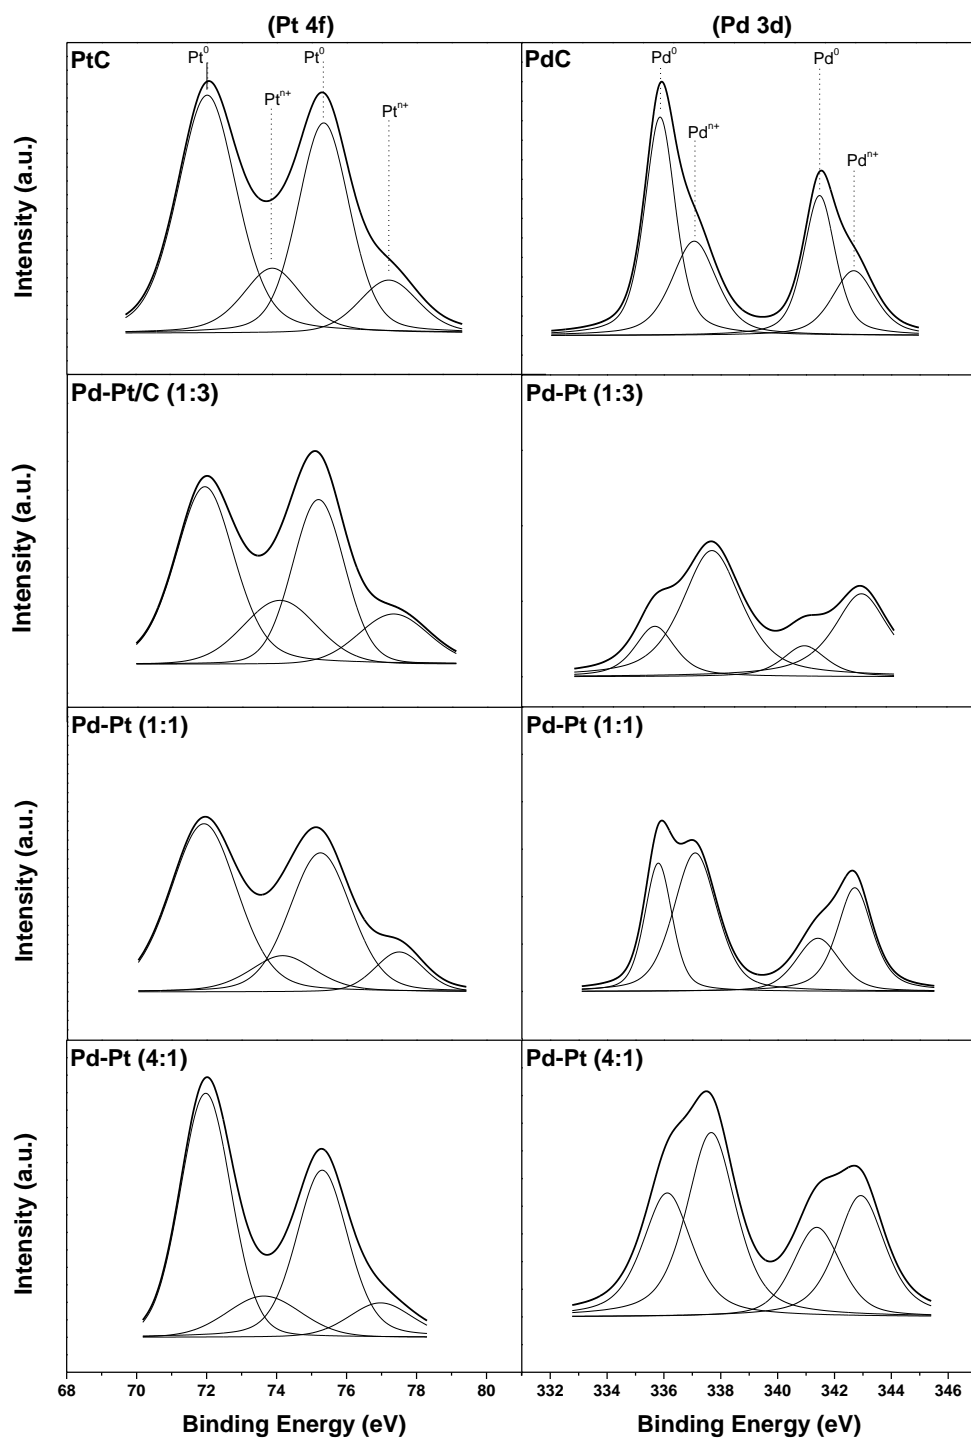 (Pt 4f)
(Pd 3d)
PtC
Pt⁰
Pt⁰
Ptⁿ⁺
Ptⁿ⁺
PdC
Pd⁰
Pd⁰
Pdⁿ⁺
Pdⁿ⁺
Intensity (a.u.)
Pd-Pt/C (1:3)
Pd-Pt (1:3)
Intensity (a.u.)
Pd-Pt (1:1)
Pd-Pt (1:1)
Intensity (a.u.)
Pd-Pt (4:1)
Pd-Pt (4:1)
Intensity (a.u.)
68 70 72 74 76 78 80
332 334 336 338 340 342 344 346
Binding Energy (eV)
Binding Energy (eV)